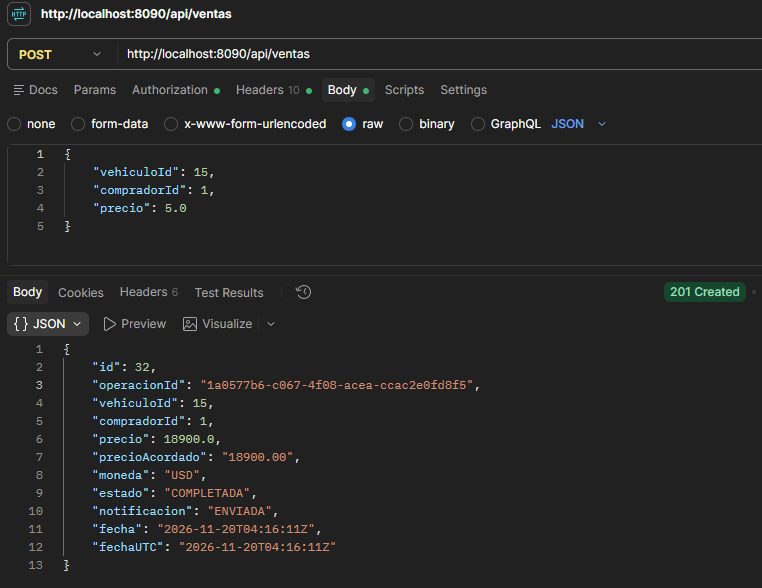 HTTP http://localhost:8090/api/ventas
POST http://localhost:8090/api/ventas
Docs Params Authorization Headers 10 Body Scripts Settings
none form-data x-www-form-urlencoded raw binary GraphQL JSON
1 {
2 "vehiculoId": 15,
3 "compradorId": 1,
4 "precio": 5.0
5 }
Body Cookies Headers 6 Test Results 201 Created
{} JSON Preview Visualize
1 {
2 "id": 32,
3 "operacionId": "1a0577b6-c067-4f08-acea-ccac2e0fd8f5",
4 "vehiculoId": 15,
5 "compradorId": 1,
6 "precio": 18900.0,
7 "precioAcordado": "18900.00",
8 "moneda": "USD",
9 "estado": "COMPLETADA",
10 "notificacion": "ENVIADA",
11 "fecha": "2026-11-20T04:16:11Z",
12 "fechaUTC": "2026-11-20T04:16:11Z"
13 }